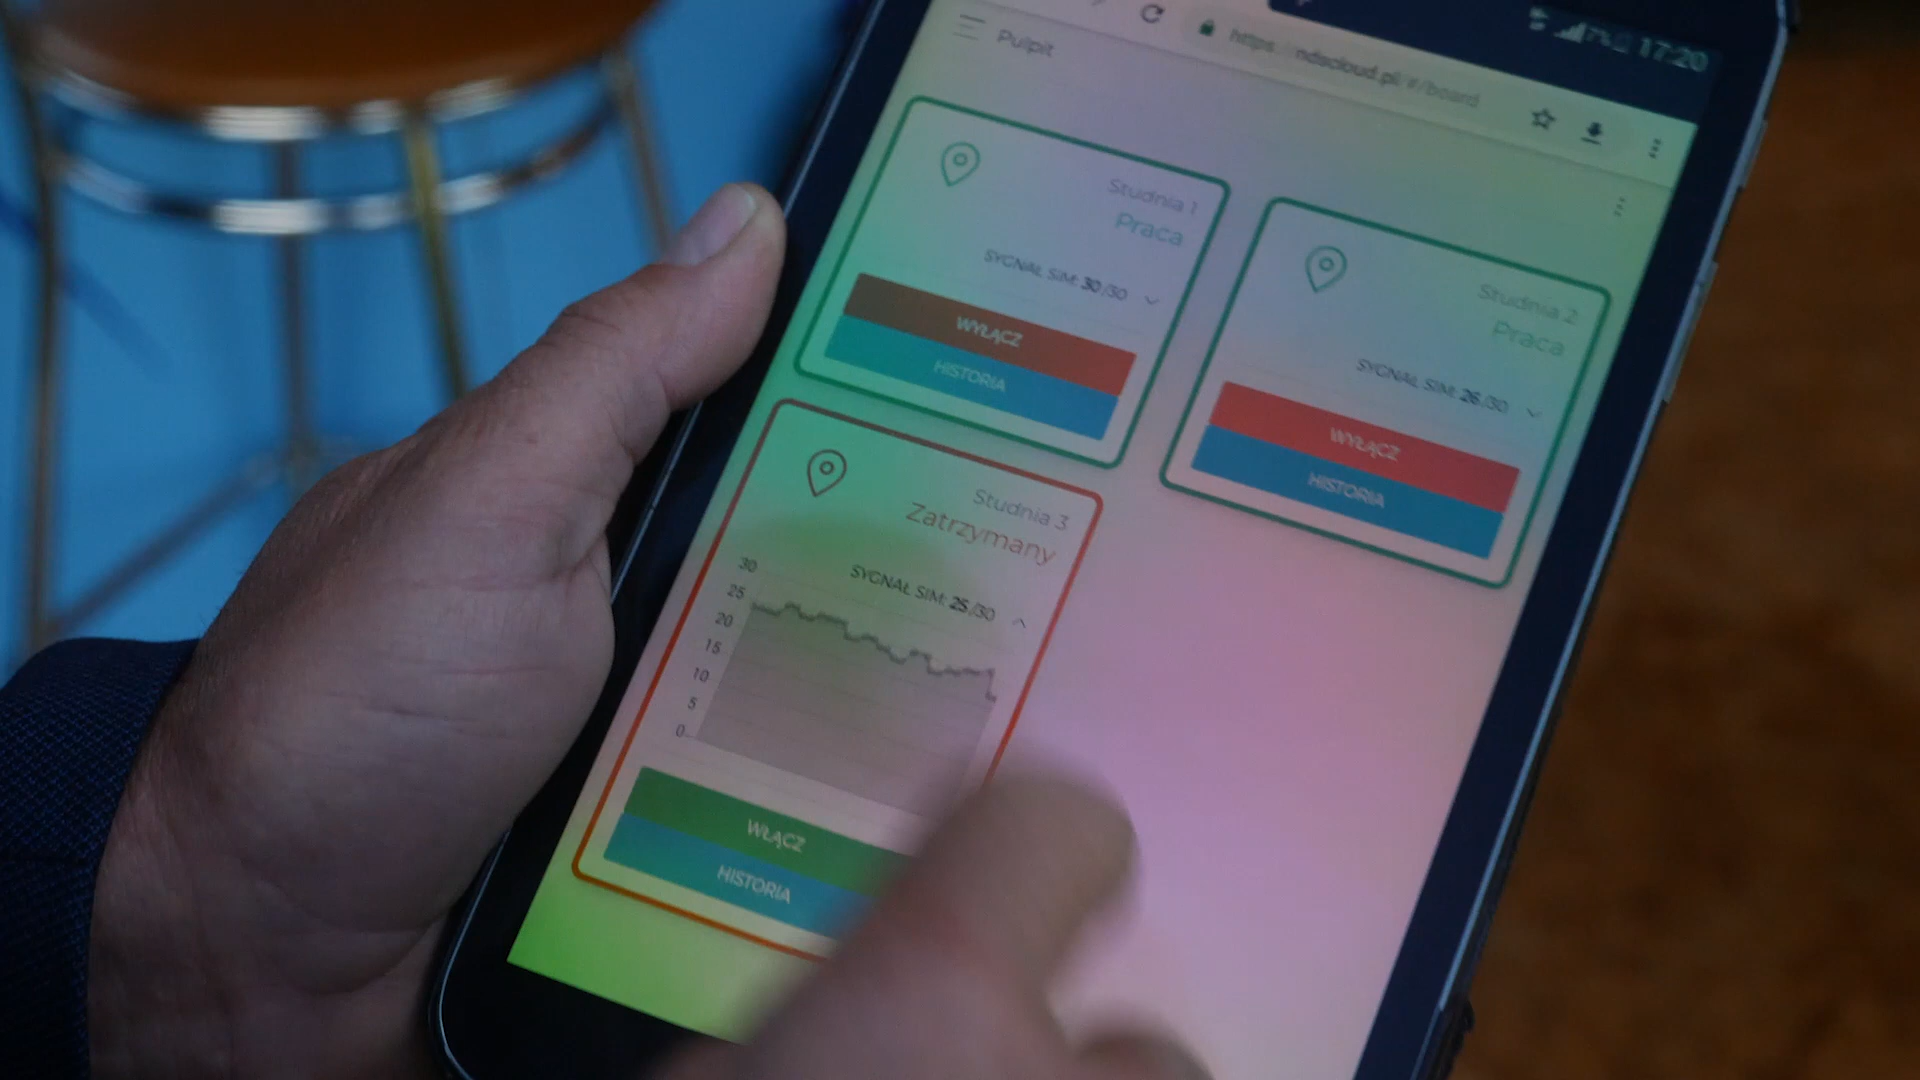 17:20
https://ndscloud.pl/#/board
Pulpit
Studnia 1
Praca
SYGNAŁ SIM: 30/30
WYŁĄCZ
HISTORIA
Studnia 2
Praca
SYGNAŁ SIM: 26/30
WYŁĄCZ
HISTORIA
Studnia 3
Zatrzymany
SYGNAŁ SIM: 25/30
30
25
20
15
10
5
0
WŁĄCZ
HISTORIA